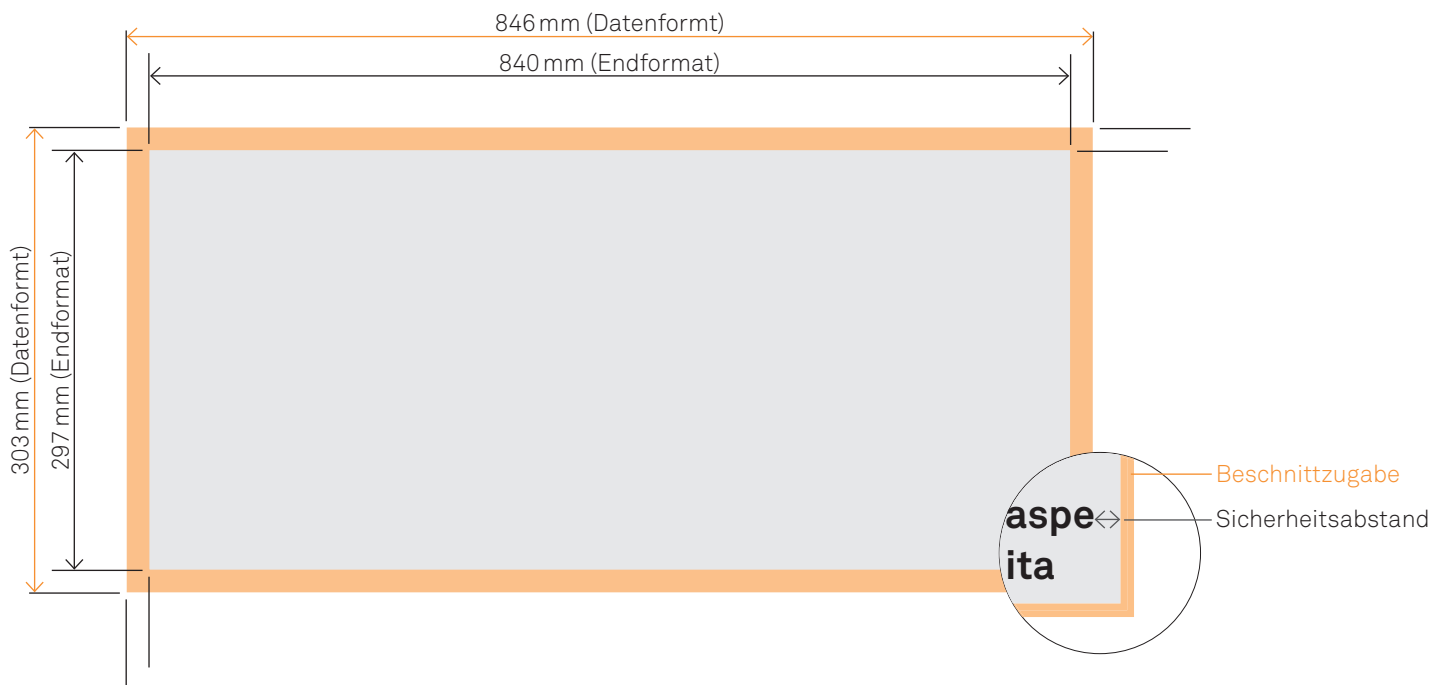 846 mm (Datenformt)
840 mm (Endformat)
303 mm (Datenformt)
297 mm (Endformat)
Beschnittzugabe
aspe
Sicherheitsabstand
ita